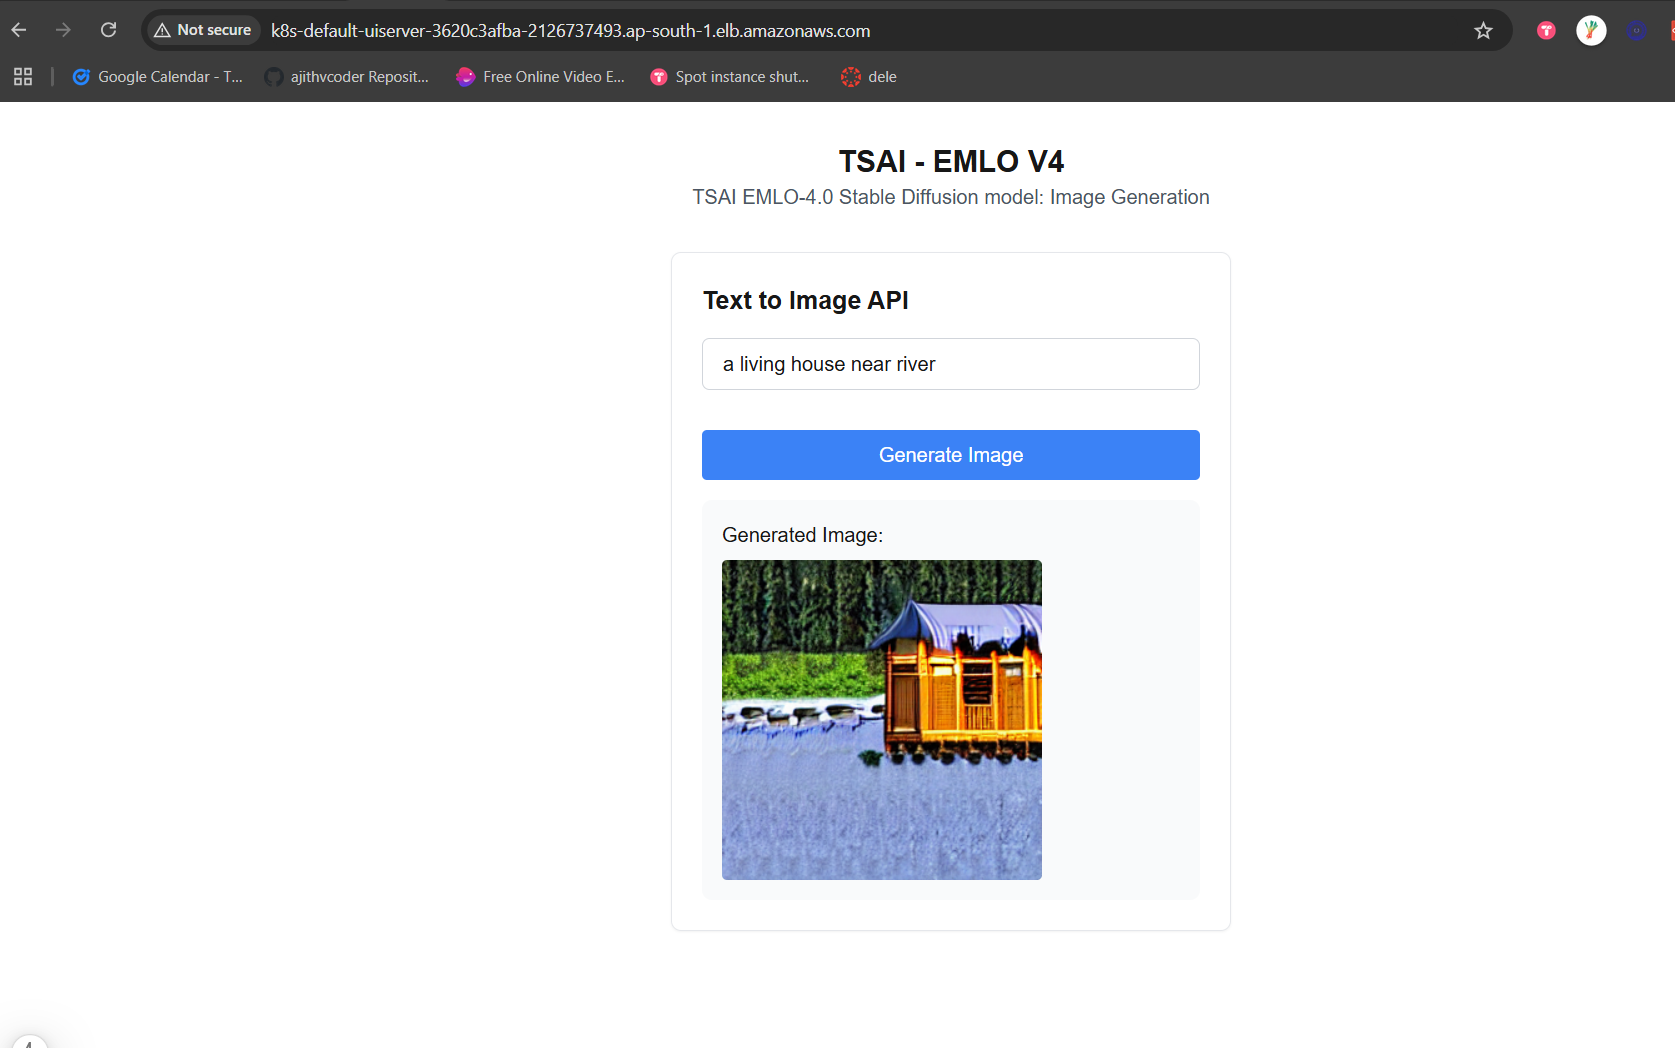 Not secure
k8s-default-uiserver-3620c3afba-2126737493.ap-south-1.elb.amazonaws.com
Google Calendar - T...
ajithvcoder Reposit...
Free Online Video E...
Spot instance shut...
dele
TSAI - EMLO V4
TSAI EMLO-4.0 Stable Diffusion model: Image Generation
Text to Image API
a living house near river
Generate Image
Generated Image: